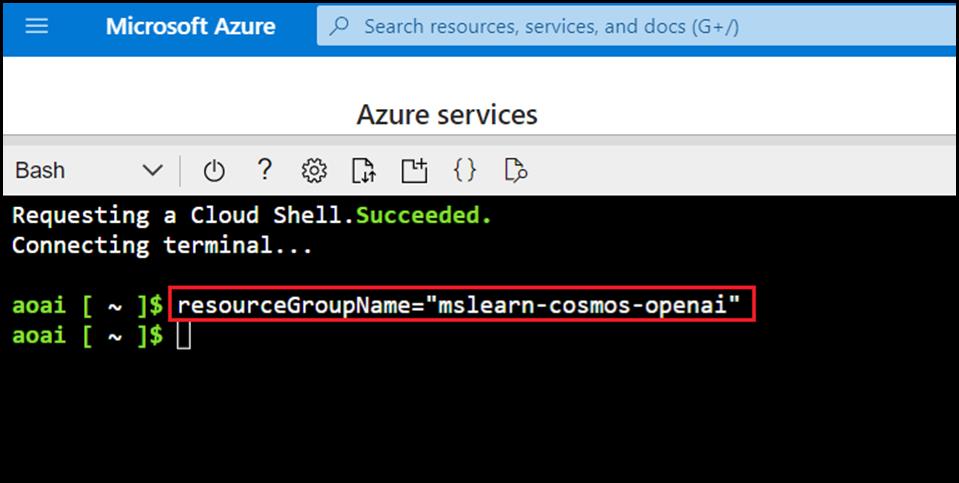 Microsoft Azure
Search resources, services, and docs (G+/)
Azure services
Bash
Requesting a Cloud Shell.Succeeded.
Connecting terminal...
aoai [ ~ ]$ resourceGroupName="mslearn-cosmos-openai"
aoai [ ~ ]$